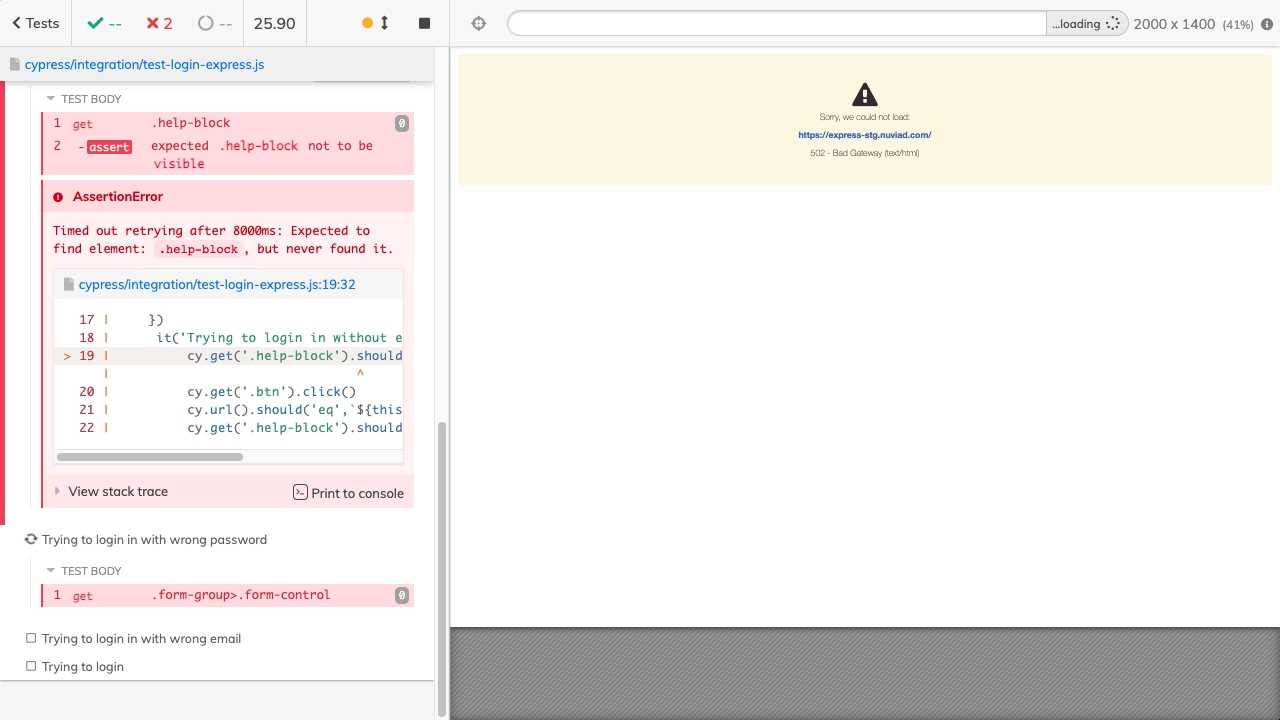 Tests
--
2
--
25.90
...loading
2000 x 1400 (41%)
cypress/integration/test-login-express.js
TEST BODY
1 get .help-block 0
2 -assert expected .help-block not to be
visible
AssertionError
Timed out retrying after 8000ms: Expected to
find element: .help-block, but never found it.
cypress/integration/test-login-express.js:19:32
17 | })
18 | it('Trying to login in without e
> 19 | cy.get('.help-block').should
| ^
20 | cy.get('.btn').click()
21 | cy.url().should('eq',`${this
22 | cy.get('.help-block').should
View stack trace
Print to console
Trying to login in with wrong password
TEST BODY
1 get .form-group>.form-control 0
Trying to login in with wrong email
Trying to login
Sorry, we could not load:
https://express-stg.nuviad.com/
502 - Bad Gateway (text/html)